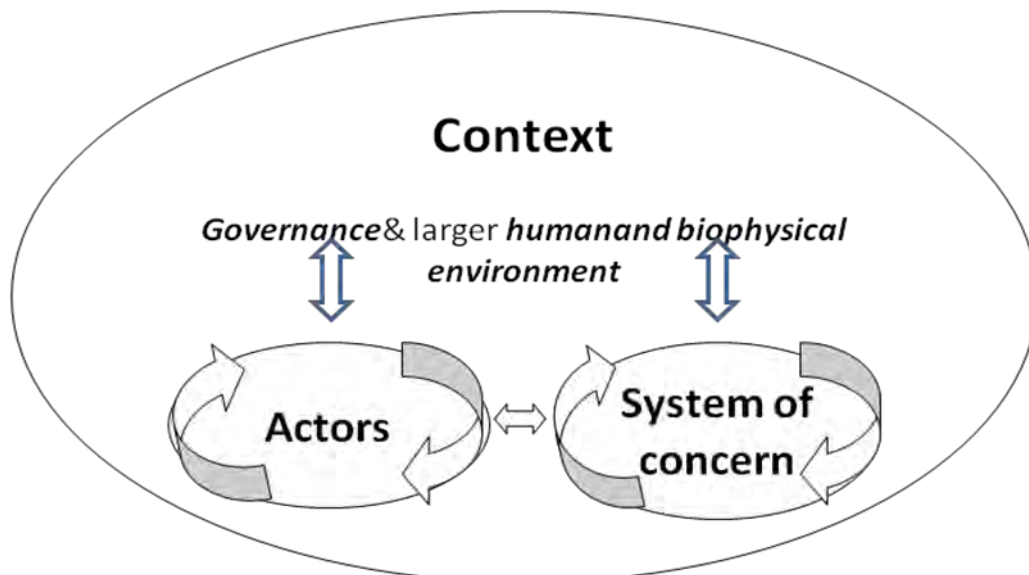 Context
Governance& larger humanand biophysical
environment
Actors
System of
concern